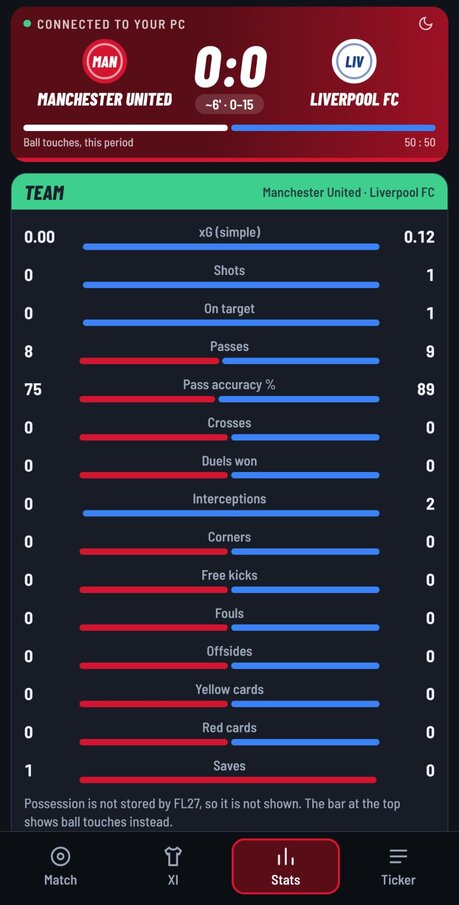 CONNECTED TO YOUR PC
MAN
0:0
LIV
MANCHESTER UNITED
~6' · 0–15
LIVERPOOL FC
Ball touches, this period
50 : 50
TEAM
Manchester United · Liverpool FC
0.00 xG (simple) 0.12
0 Shots 1
0 On target 1
8 Passes 9
75 Pass accuracy % 89
0 Crosses 0
0 Duels won 0
0 Interceptions 2
0 Corners 0
0 Free kicks 0
0 Fouls 0
0 Offsides 0
0 Yellow cards 0
0 Red cards 0
1 Saves 0
Possession is not stored by FL27, so it is not shown. The bar at the top
shows ball touches instead.
Match XI Stats Ticker